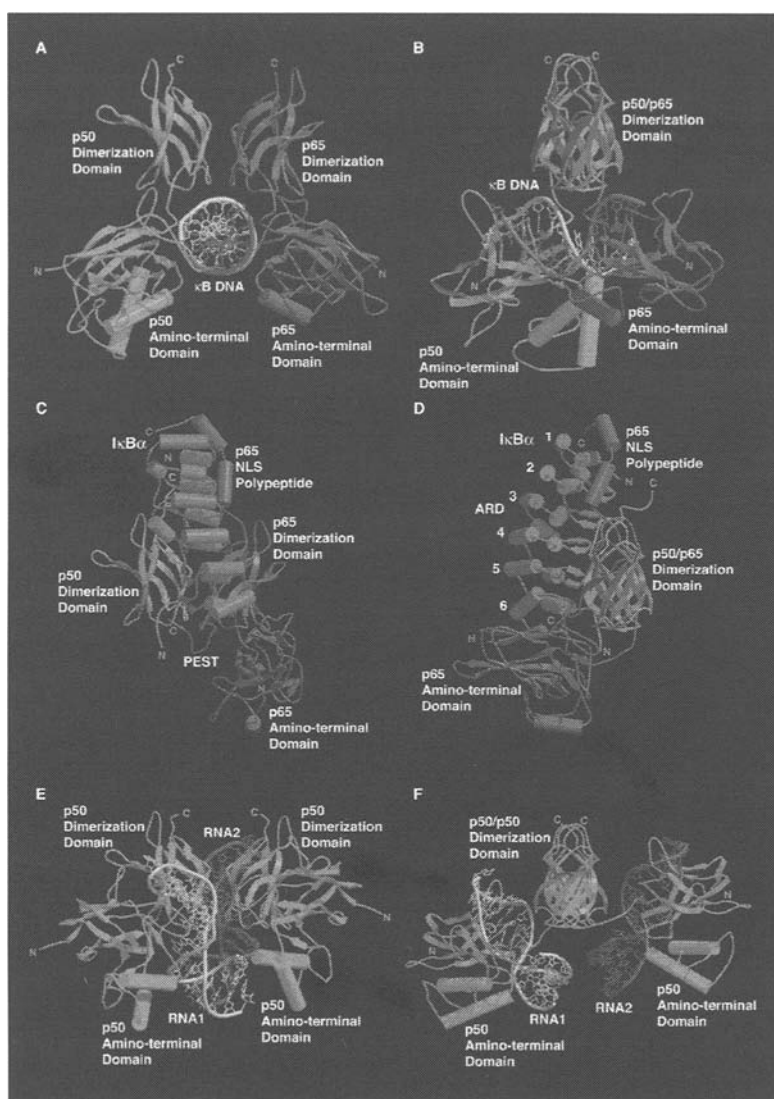 A
C
C
p50
Dimerization
Domain
p65
Dimerization
Domain
N
N
κB DNA
p50
Amino-terminal
Domain
p65
Amino-terminal
Domain
B
C
C
p50/p65
Dimerization
Domain
κB DNA
N
N
p65
Amino-terminal
Domain
p50
Amino-terminal
Domain
C
C
IκBα
N
C
p65
NLS
Polypeptide
p65
Dimerization
Domain
p50
Dimerization
Domain
C
N
PEST
N
p65
Amino-terminal
Domain
D
IκBα
1
C
p65
NLS
Polypeptide
2
N
C
3
ARD
4
p50/p65
Dimerization
Domain
5
6
C
N
N
p65
Amino-terminal
Domain
E
p50
Dimerization
Domain
C
RNA2
C
p50
Dimerization
Domain
N
N
RNA1
p50
Amino-terminal
Domain
p50
Amino-terminal
Domain
F
C
C
p50/p50
Dimerization
Domain
N
RNA1
RNA2
p50
Amino-terminal
Domain
p50
Amino-terminal
Domain